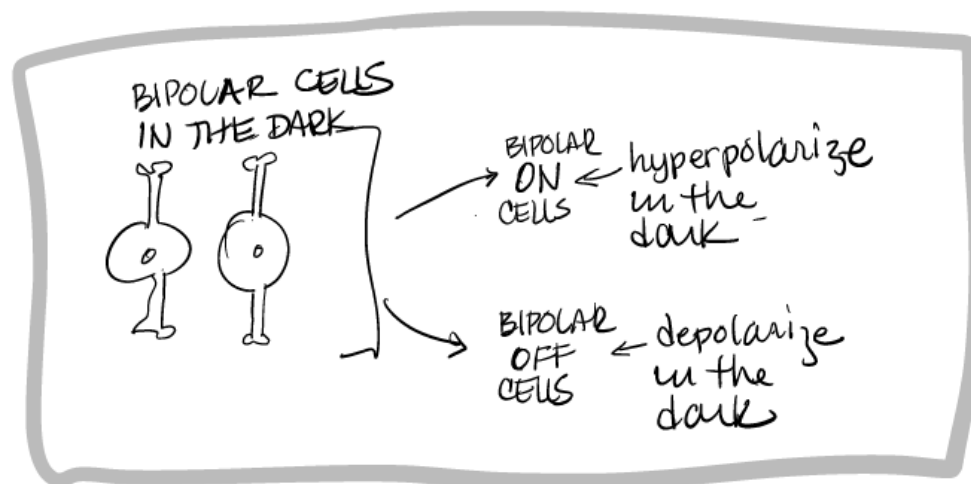 BIPOLAR CELLS
IN THE DARK
BIPOLAR
ON
CELLS
hyperpolarize
in the
dark
BIPOLAR
OFF
CELLS
depolarize
in the
dark